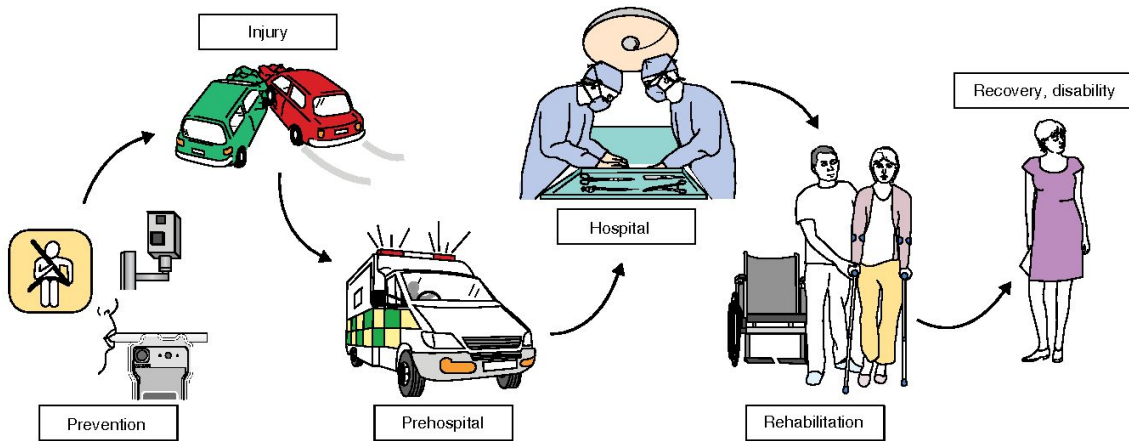 Prevention
Injury
Prehospital
Hospital
Rehabilitation
Recovery, disability